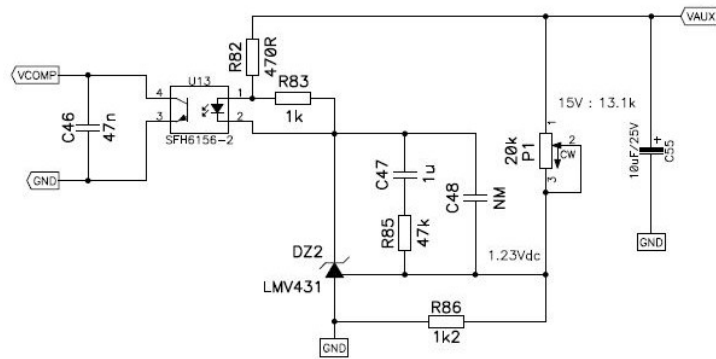 VAUX
R82
470R
VCOMP
U13
4
1
R83
15V : 13.1k
C46
47n
3
2
1k
SFH6156-2
1
20k
P1
2
CW
3
10uF/25V
+
C55
GND
C47
1u
C48
NM
R85
47k
GND
DZ2
1.23Vdc
LMV431
R86
1k2
GND